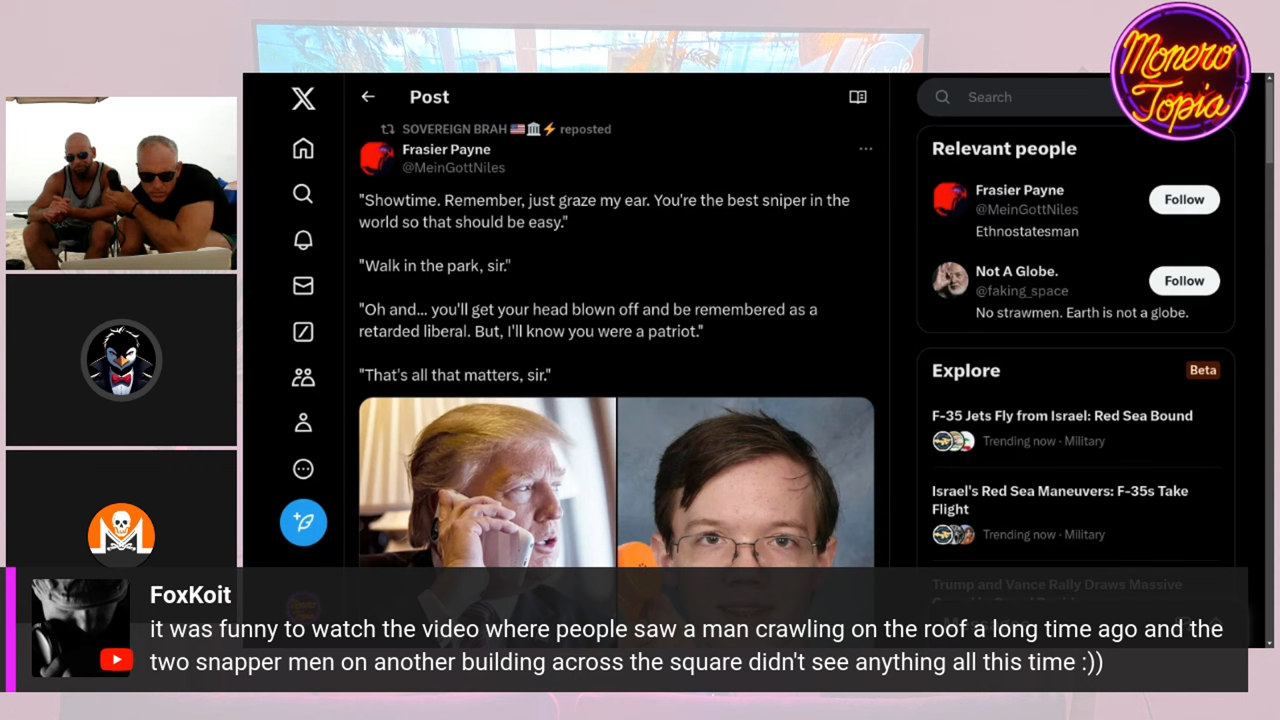 Monero
Topia
Post
Search
SOVEREIGN BRAH 🇺🇸🏛️⚡ reposted
Frasier Payne
@MeinGottNiles
"Showtime. Remember, just graze my ear. You're the best sniper in the
world so that should be easy."
"Walk in the park, sir."
"Oh and... you'll get your head blown off and be remembered as a
retarded liberal. But, I'll know you were a patriot."
"That's all that matters, sir."
Relevant people
Frasier Payne
@MeinGottNiles
Ethnostatesman
Follow
Not A Globe.
@faking_space
No strawmen. Earth is not a globe.
Follow
Explore
Beta
F-35 Jets Fly from Israel: Red Sea Bound
Trending now · Military
Israel's Red Sea Maneuvers: F-35s Take
Flight
Trending now · Military
Trump and Vance Rally Draws Massive
FoxKoit
it was funny to watch the video where people saw a man crawling on the roof a long time ago and the
two snapper men on another building across the square didn't see anything all this time :))